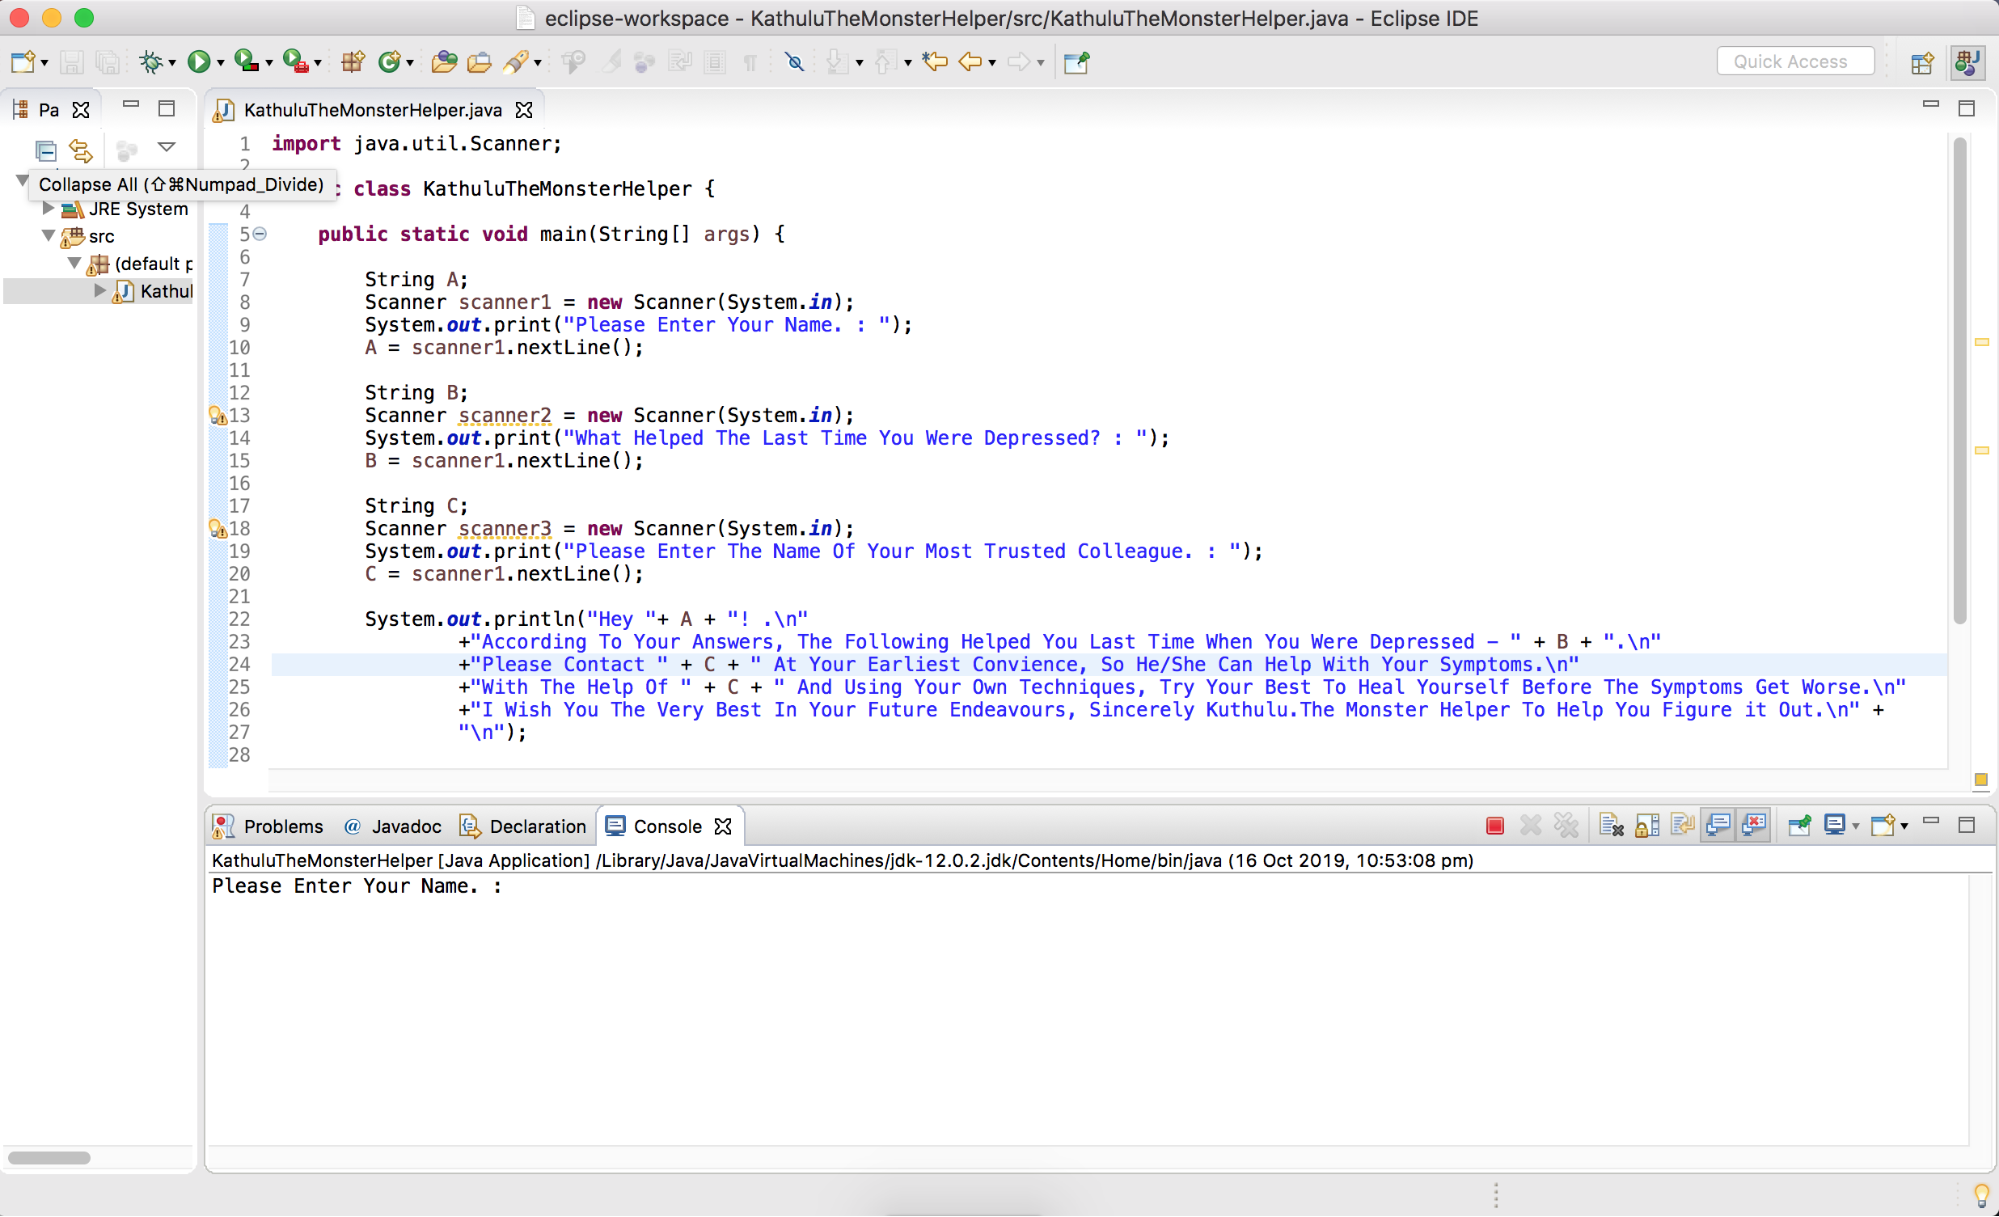 eclipse-workspace - KathuluTheMonsterHelper/src/KathuluTheMonsterHelper.java - Eclipse IDE
Quick Access
Pa
Collapse All (⇧⌘Numpad_Divide)
JRE System
src
(default p
Kathul
KathuluTheMonsterHelper.java
1 import java.util.Scanner;
2
c class KathuluTheMonsterHelper {
4
5 public static void main(String[] args) {
6
7 String A;
8 Scanner scanner1 = new Scanner(System.in);
9 System.out.print("Please Enter Your Name. : ");
10 A = scanner1.nextLine();
11
12 String B;
13 Scanner scanner2 = new Scanner(System.in);
14 System.out.print("What Helped The Last Time You Were Depressed? : ");
15 B = scanner1.nextLine();
16
17 String C;
18 Scanner scanner3 = new Scanner(System.in);
19 System.out.print("Please Enter The Name Of Your Most Trusted Colleague. : ");
20 C = scanner1.nextLine();
21
22 System.out.println("Hey "+ A + "! .\n"
23 +"According To Your Answers, The Following Helped You Last Time When You Were Depressed - " + B + ".\n"
24 +"Please Contact " + C + " At Your Earliest Convience, So He/She Can Help With Your Symptoms.\n"
25 +"With The Help Of " + C + " And Using Your Own Techniques, Try Your Best To Heal Yourself Before The Symptoms Get Worse.\n"
26 +"I Wish You The Very Best In Your Future Endeavours, Sincerely Kuthulu.The Monster Helper To Help You Figure it Out.\n" +
27 "\n");
28
Problems @ Javadoc Declaration Console
KathuluTheMonsterHelper [Java Application] /Library/Java/JavaVirtualMachines/jdk-12.0.2.jdk/Contents/Home/bin/java (16 Oct 2019, 10:53:08 pm)
Please Enter Your Name. :